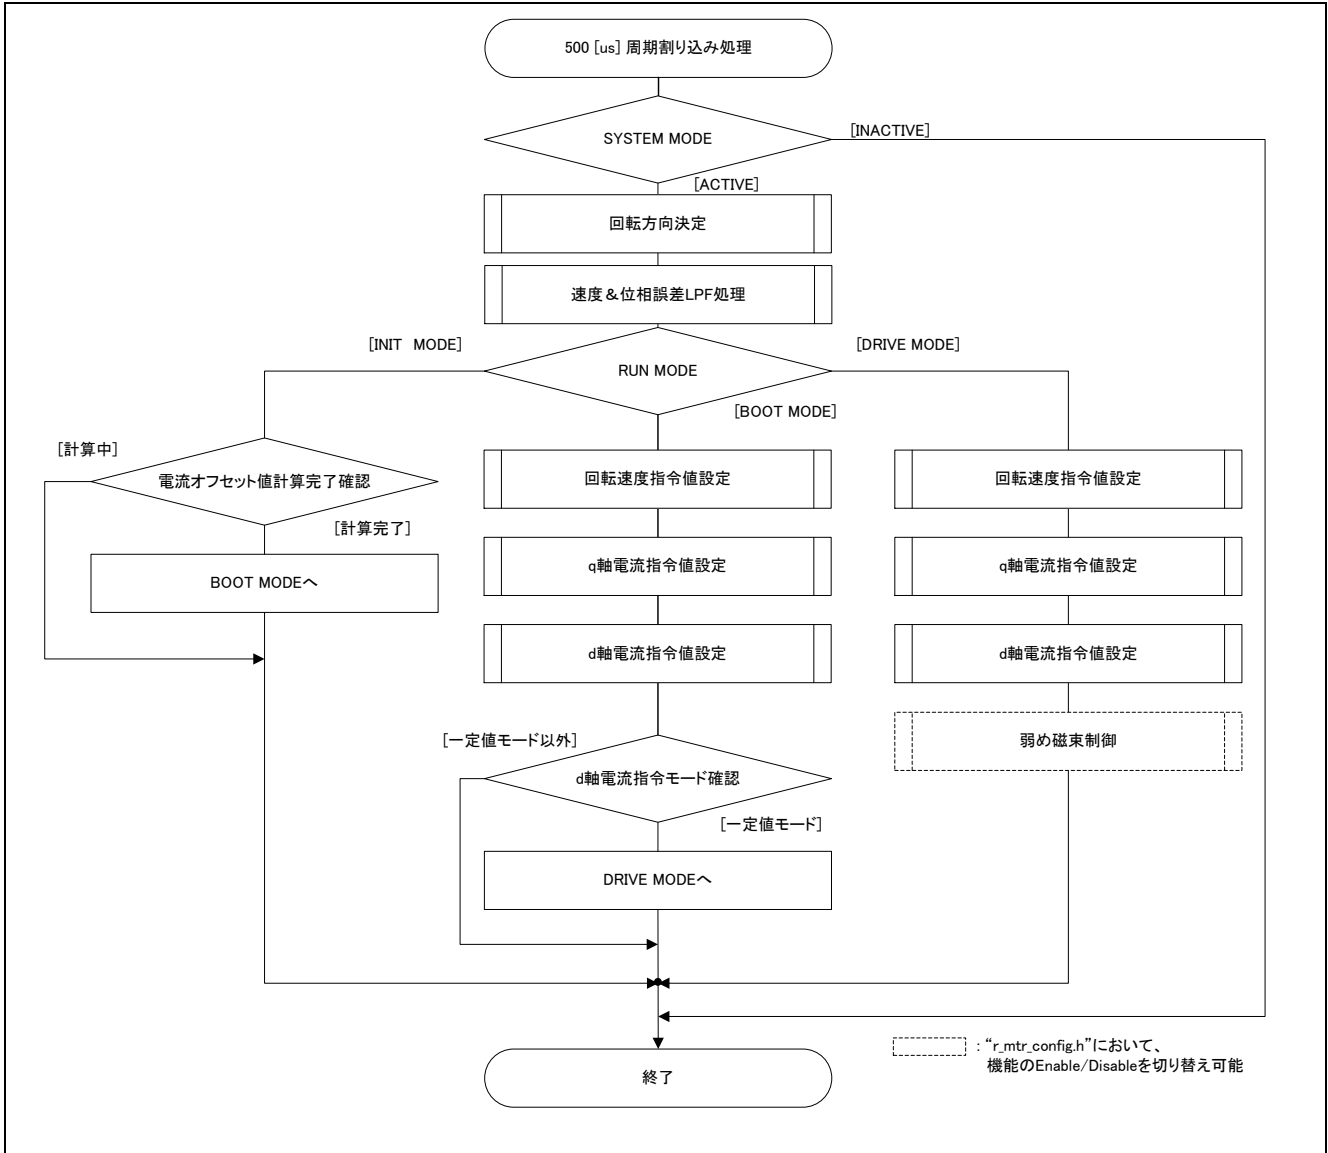 500 [us] 周期割り込み処理
SYSTEM MODE
[INACTIVE]
[ACTIVE]
回転方向決定
速度＆位相誤差LPF処理
[INIT　MODE]
RUN MODE
[DRIVE MODE]
[BOOT MODE]
[計算中]
電流オフセット値計算完了確認
[計算完了]
BOOT MODEへ
回転速度指令値設定
q軸電流指令値設定
d軸電流指令値設定
[一定値モード以外]
d軸電流指令モード確認
[一定値モード]
DRIVE MODEへ
回転速度指令値設定
q軸電流指令値設定
d軸電流指令値設定
弱め磁束制御
終了
: “r_mtr_config.h”において、
機能のEnable/Disableを切り替え可能